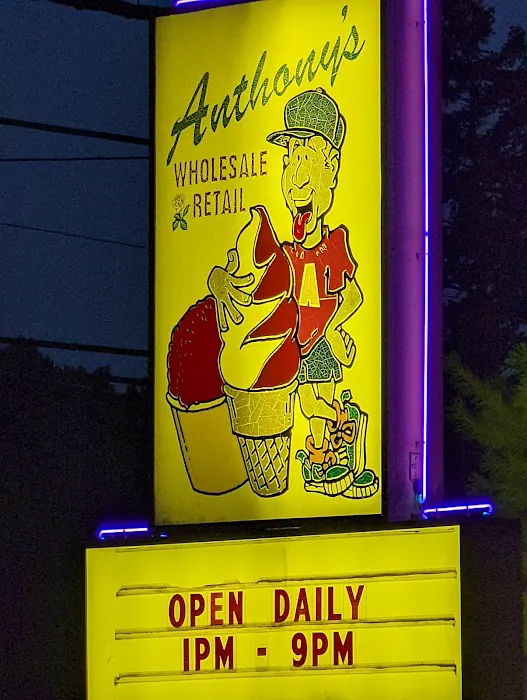 Anthony's
WHOLESALE
RETAIL
A
OPEN DAILY
1PM - 9PM